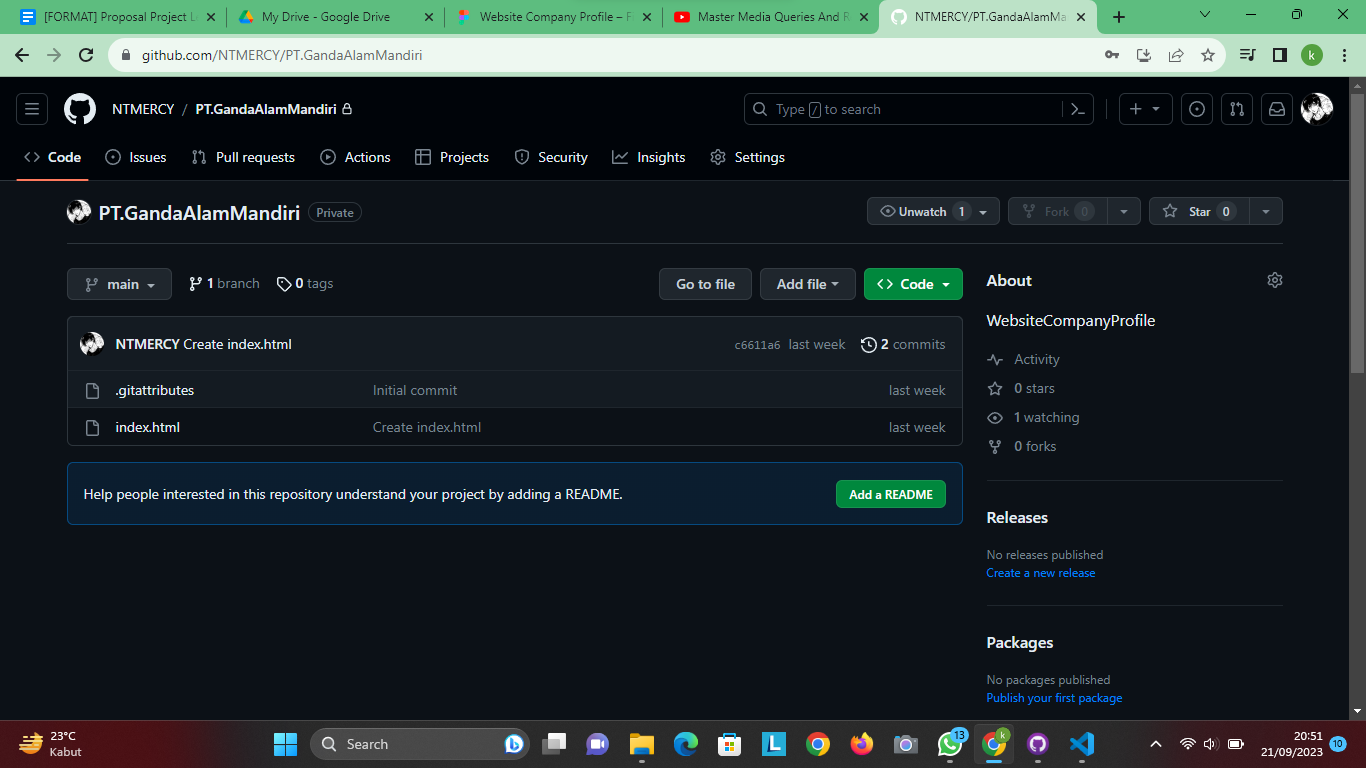 [FORMAT] Proposal Project L
My Drive - Google Drive
Website Company Profile – F
Master Media Queries And R
NTMERCY/PT.GandaAlamMa
github.com/NTMERCY/PT.GandaAlamMandiri
k
NTMERCY / PT.GandaAlamMandiri
Type / to search
Code
Issues
Pull requests
Actions
Projects
Security
Insights
Settings
PT.GandaAlamMandiri
Private
Unwatch 1
Fork 0
Star 0
main
1 branch
0 tags
Go to file
Add file
Code
NTMERCY Create index.html
c6611a6 last week
2 commits
.gitattributes
Initial commit
last week
index.html
Create index.html
last week
Help people interested in this repository understand your project by adding a README.
Add a README
About
WebsiteCompanyProfile
Activity
0 stars
1 watching
0 forks
Releases
No releases published
Create a new release
Packages
No packages published
Publish your first package
23°C
Kabut
Search
L
13
k
20:51
21/09/2023
10